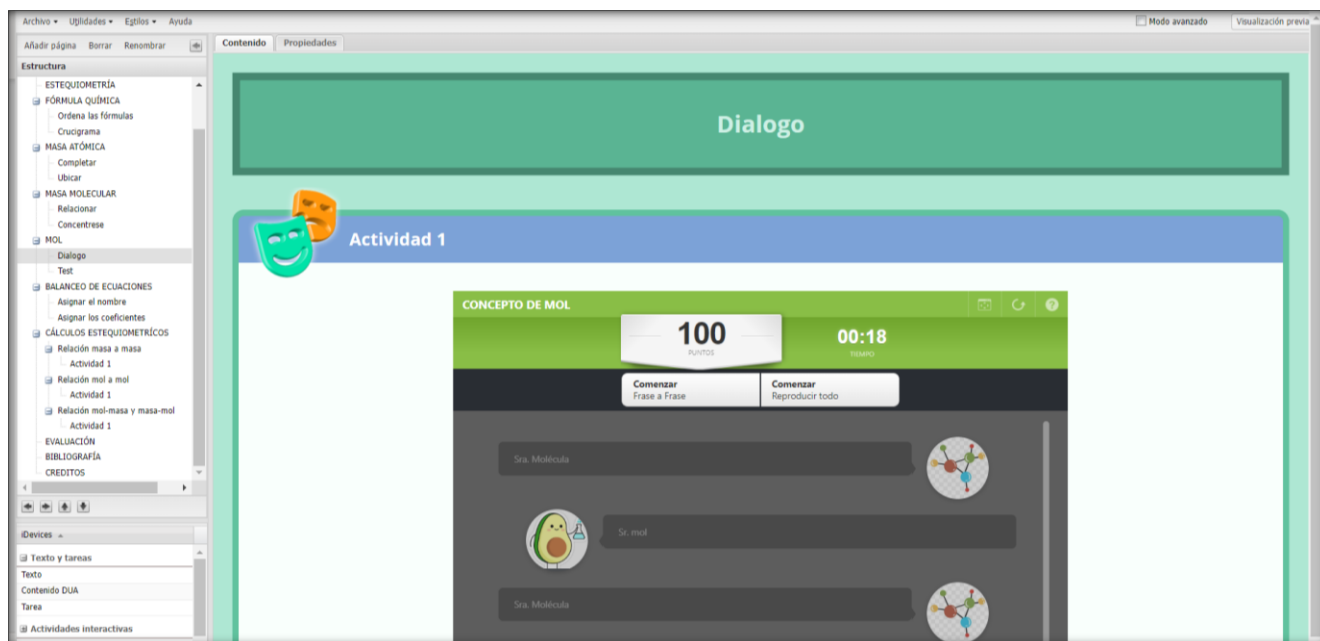 Archivo Utilidades Estilos Ayuda
Modo avanzado
Visualización previa
Añadir página Borrar Renombrar
Contenido Propiedades
Estructura
ESTEQUIOMETRÍA
FÓRMULA QUÍMICA
Ordena las fórmulas
Crucigrama
MASA ATÓMICA
Completar
Ubicar
MASA MOLECULAR
Relacionar
Concentrese
MOL
Dialogo
Test
BALANCEO DE ECUACIONES
Asignar el nombre
Asignar los coeficientes
CÁLCULOS ESTEQUIOMETRÍCOS
Relación masa a masa
Actividad 1
Relación mol a mol
Actividad 1
Relación mol-masa y masa-mol
Actividad 1
EVALUACIÓN
BIBLIOGRAFÍA
CREDITOS
iDevices
Texto y tareas
Texto
Contenido DUA
Tarea
Actividades interactivas
Dialogo
Actividad 1
CONCEPTO DE MOL
?
100
PUNTOS
00:18
TIEMPO
Comenzar
Frase a Frase
Comenzar
Reproducir todo
Sra. Molécula
Sr. mol
Sra. Molécula